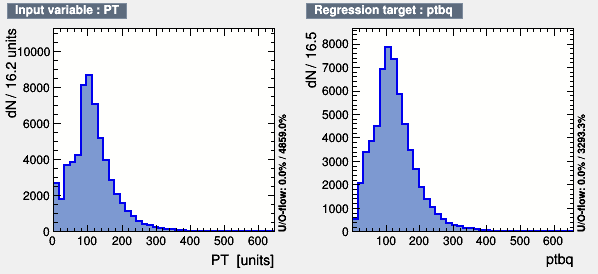 Input variable : PT
dN / 16.2 units
10000
8000
6000
4000
2000
0
0 100 200 300 400 500 600
PT [units]
U/O-flow: 0.0% / 4859.0%
Regression target : ptbq
dN / 16.5
8000
7000
6000
5000
4000
3000
2000
1000
0
100 200 300 400 500 600
ptbq
U/O-flow: 0.0% / 3293.3%